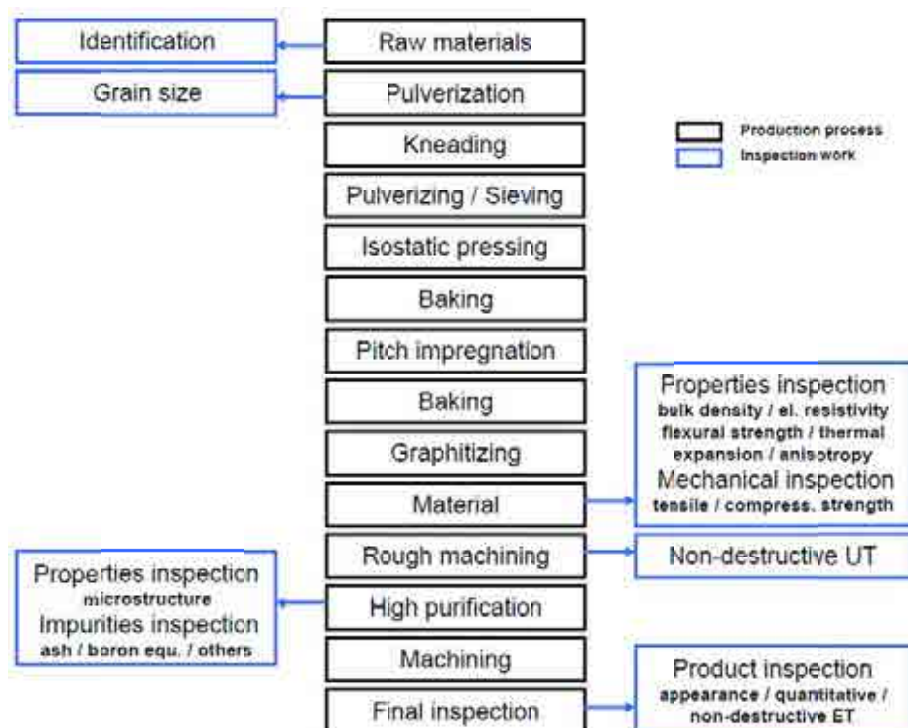 Identification
Raw materials
Grain size
Pulverization
Production process
Inspection work
Kneading
Pulverizing / Sieving
Isostatic pressing
Baking
Pitch impregnation
Baking
Graphitizing
Material
Properties inspection
bulk density / el. resistivity
flexural strength / thermal
expansion / anisotropy
Mechanical inspection
tensile / compress. strength
Rough machining
Non-destructive UT
Properties inspection
microstructure
Impurities inspection
ash / boron equ. / others
High purification
Machining
Final inspection
Product inspection
appearance / quantitative /
non-destructive ET